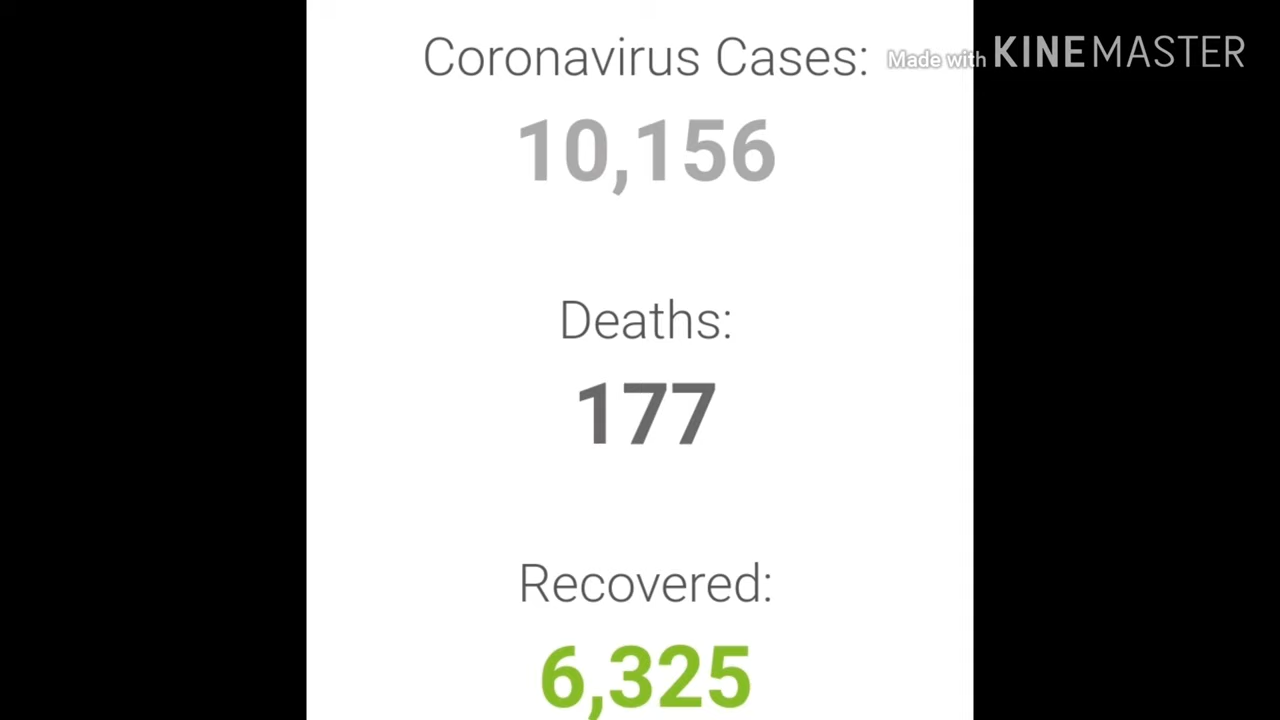 Coronavirus Cases:
Made with KINEMASTER
10,156
Deaths:
177
Recovered:
6,325